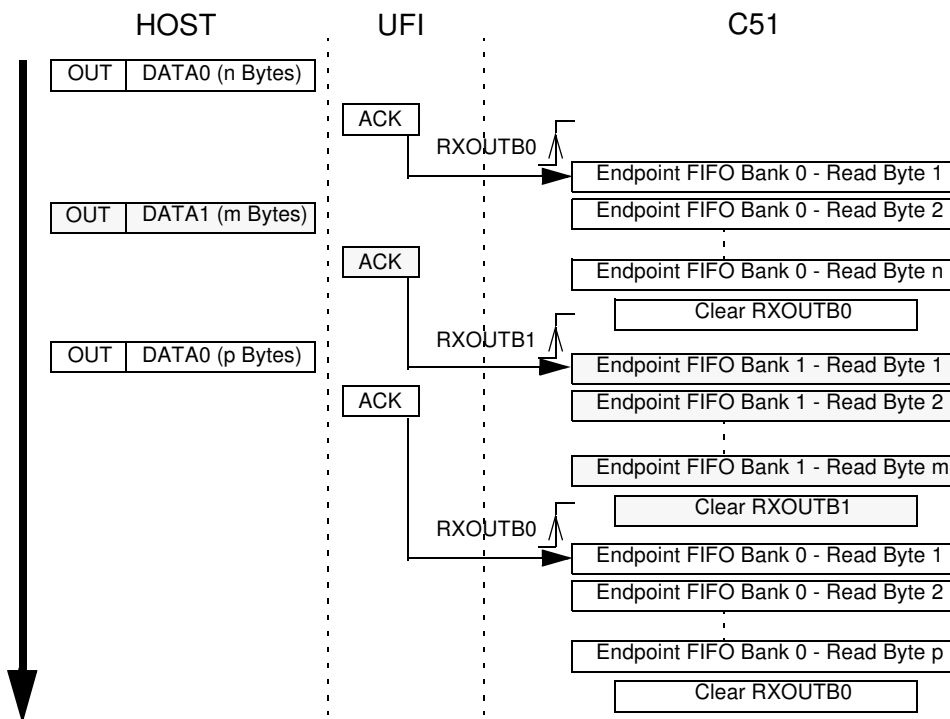 HOST UFI C51
OUT DATA0 (n Bytes)
ACK
RXOUTB0
Endpoint FIFO Bank 0 - Read Byte 1
OUT DATA1 (m Bytes)
Endpoint FIFO Bank 0 - Read Byte 2
ACK
Endpoint FIFO Bank 0 - Read Byte n
Clear RXOUTB0
RXOUTB1
OUT DATA0 (p Bytes)
Endpoint FIFO Bank 1 - Read Byte 1
ACK
Endpoint FIFO Bank 1 - Read Byte 2
Endpoint FIFO Bank 1 - Read Byte m
Clear RXOUTB1
RXOUTB0
Endpoint FIFO Bank 0 - Read Byte 1
Endpoint FIFO Bank 0 - Read Byte 2
Endpoint FIFO Bank 0 - Read Byte p
Clear RXOUTB0